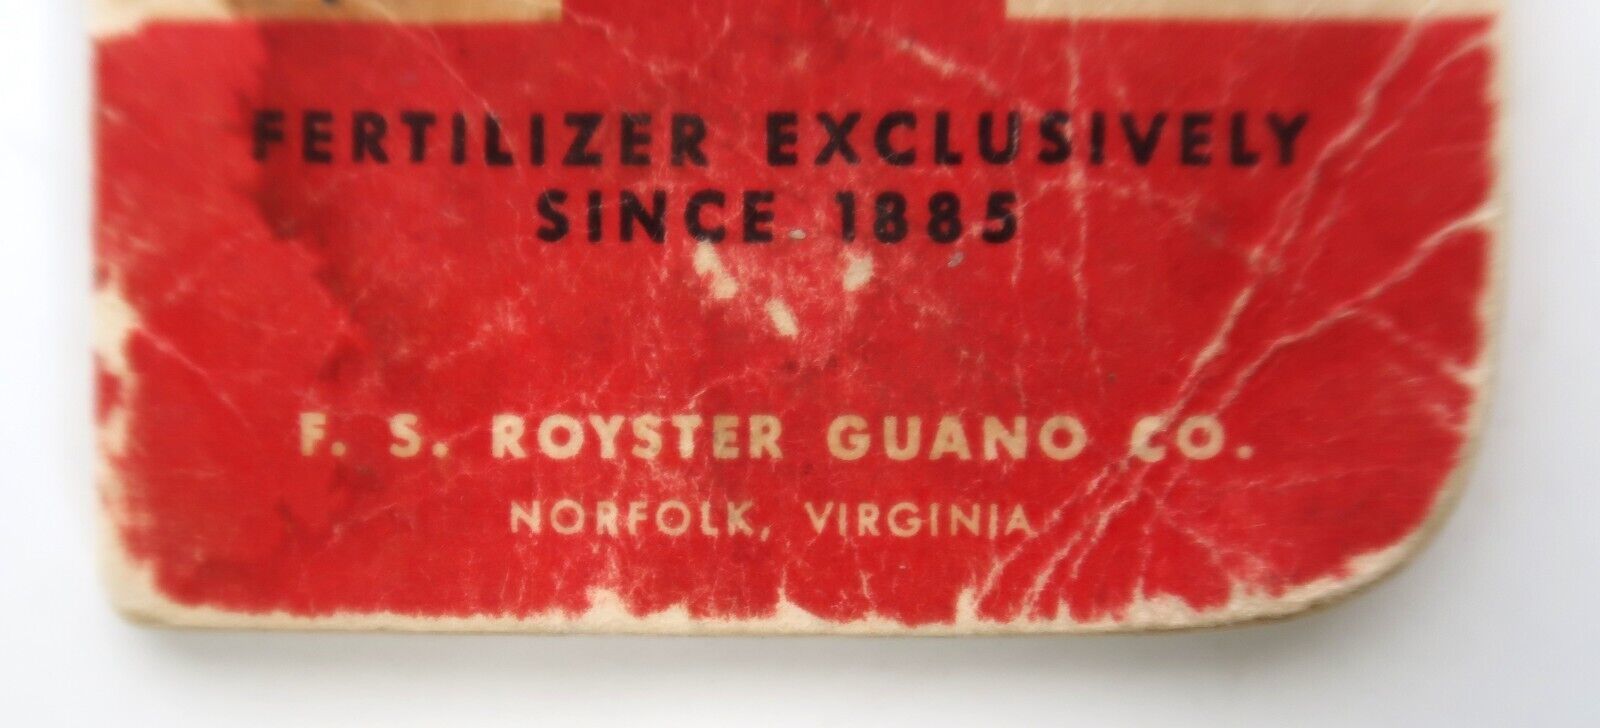 FERTILIZER EXCLUSIVELY
SINCE 1885
F. S. ROYSTER GUANO CO.
NORFOLK, VIRGINIA